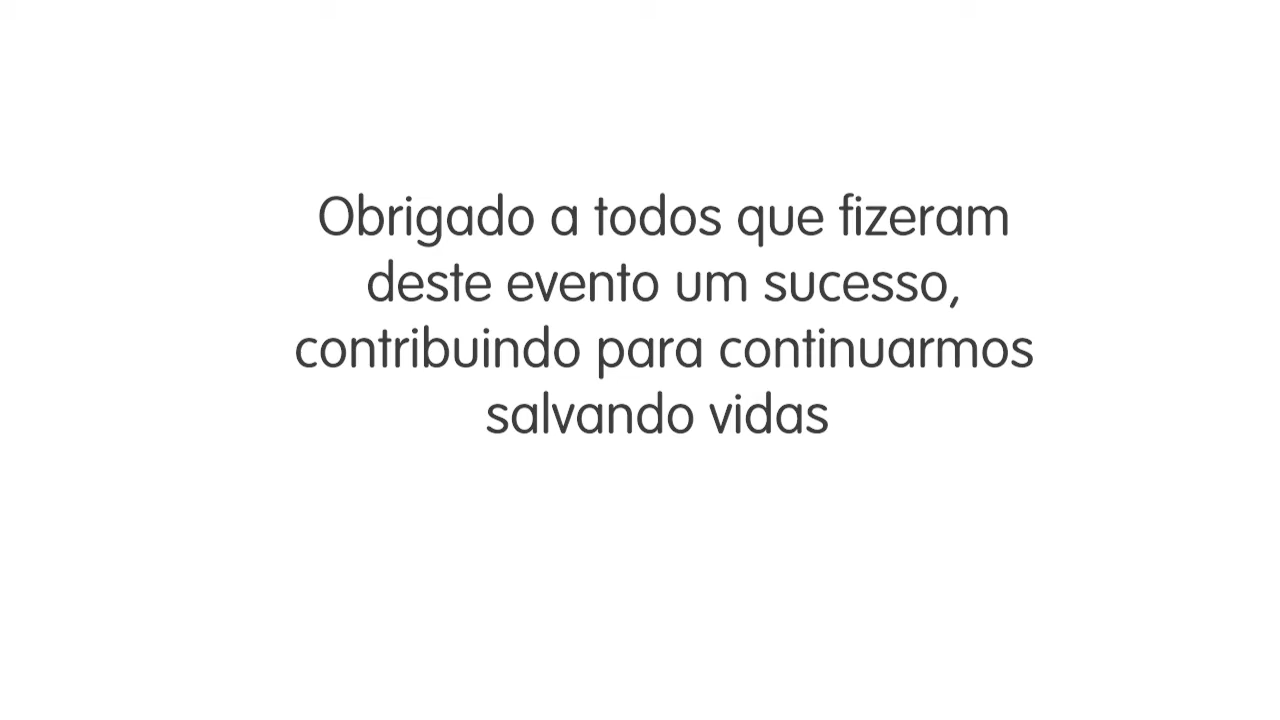 Obrigado a todos que fizeram
deste evento um sucesso,
contribuindo para continuarmos
salvando vidas